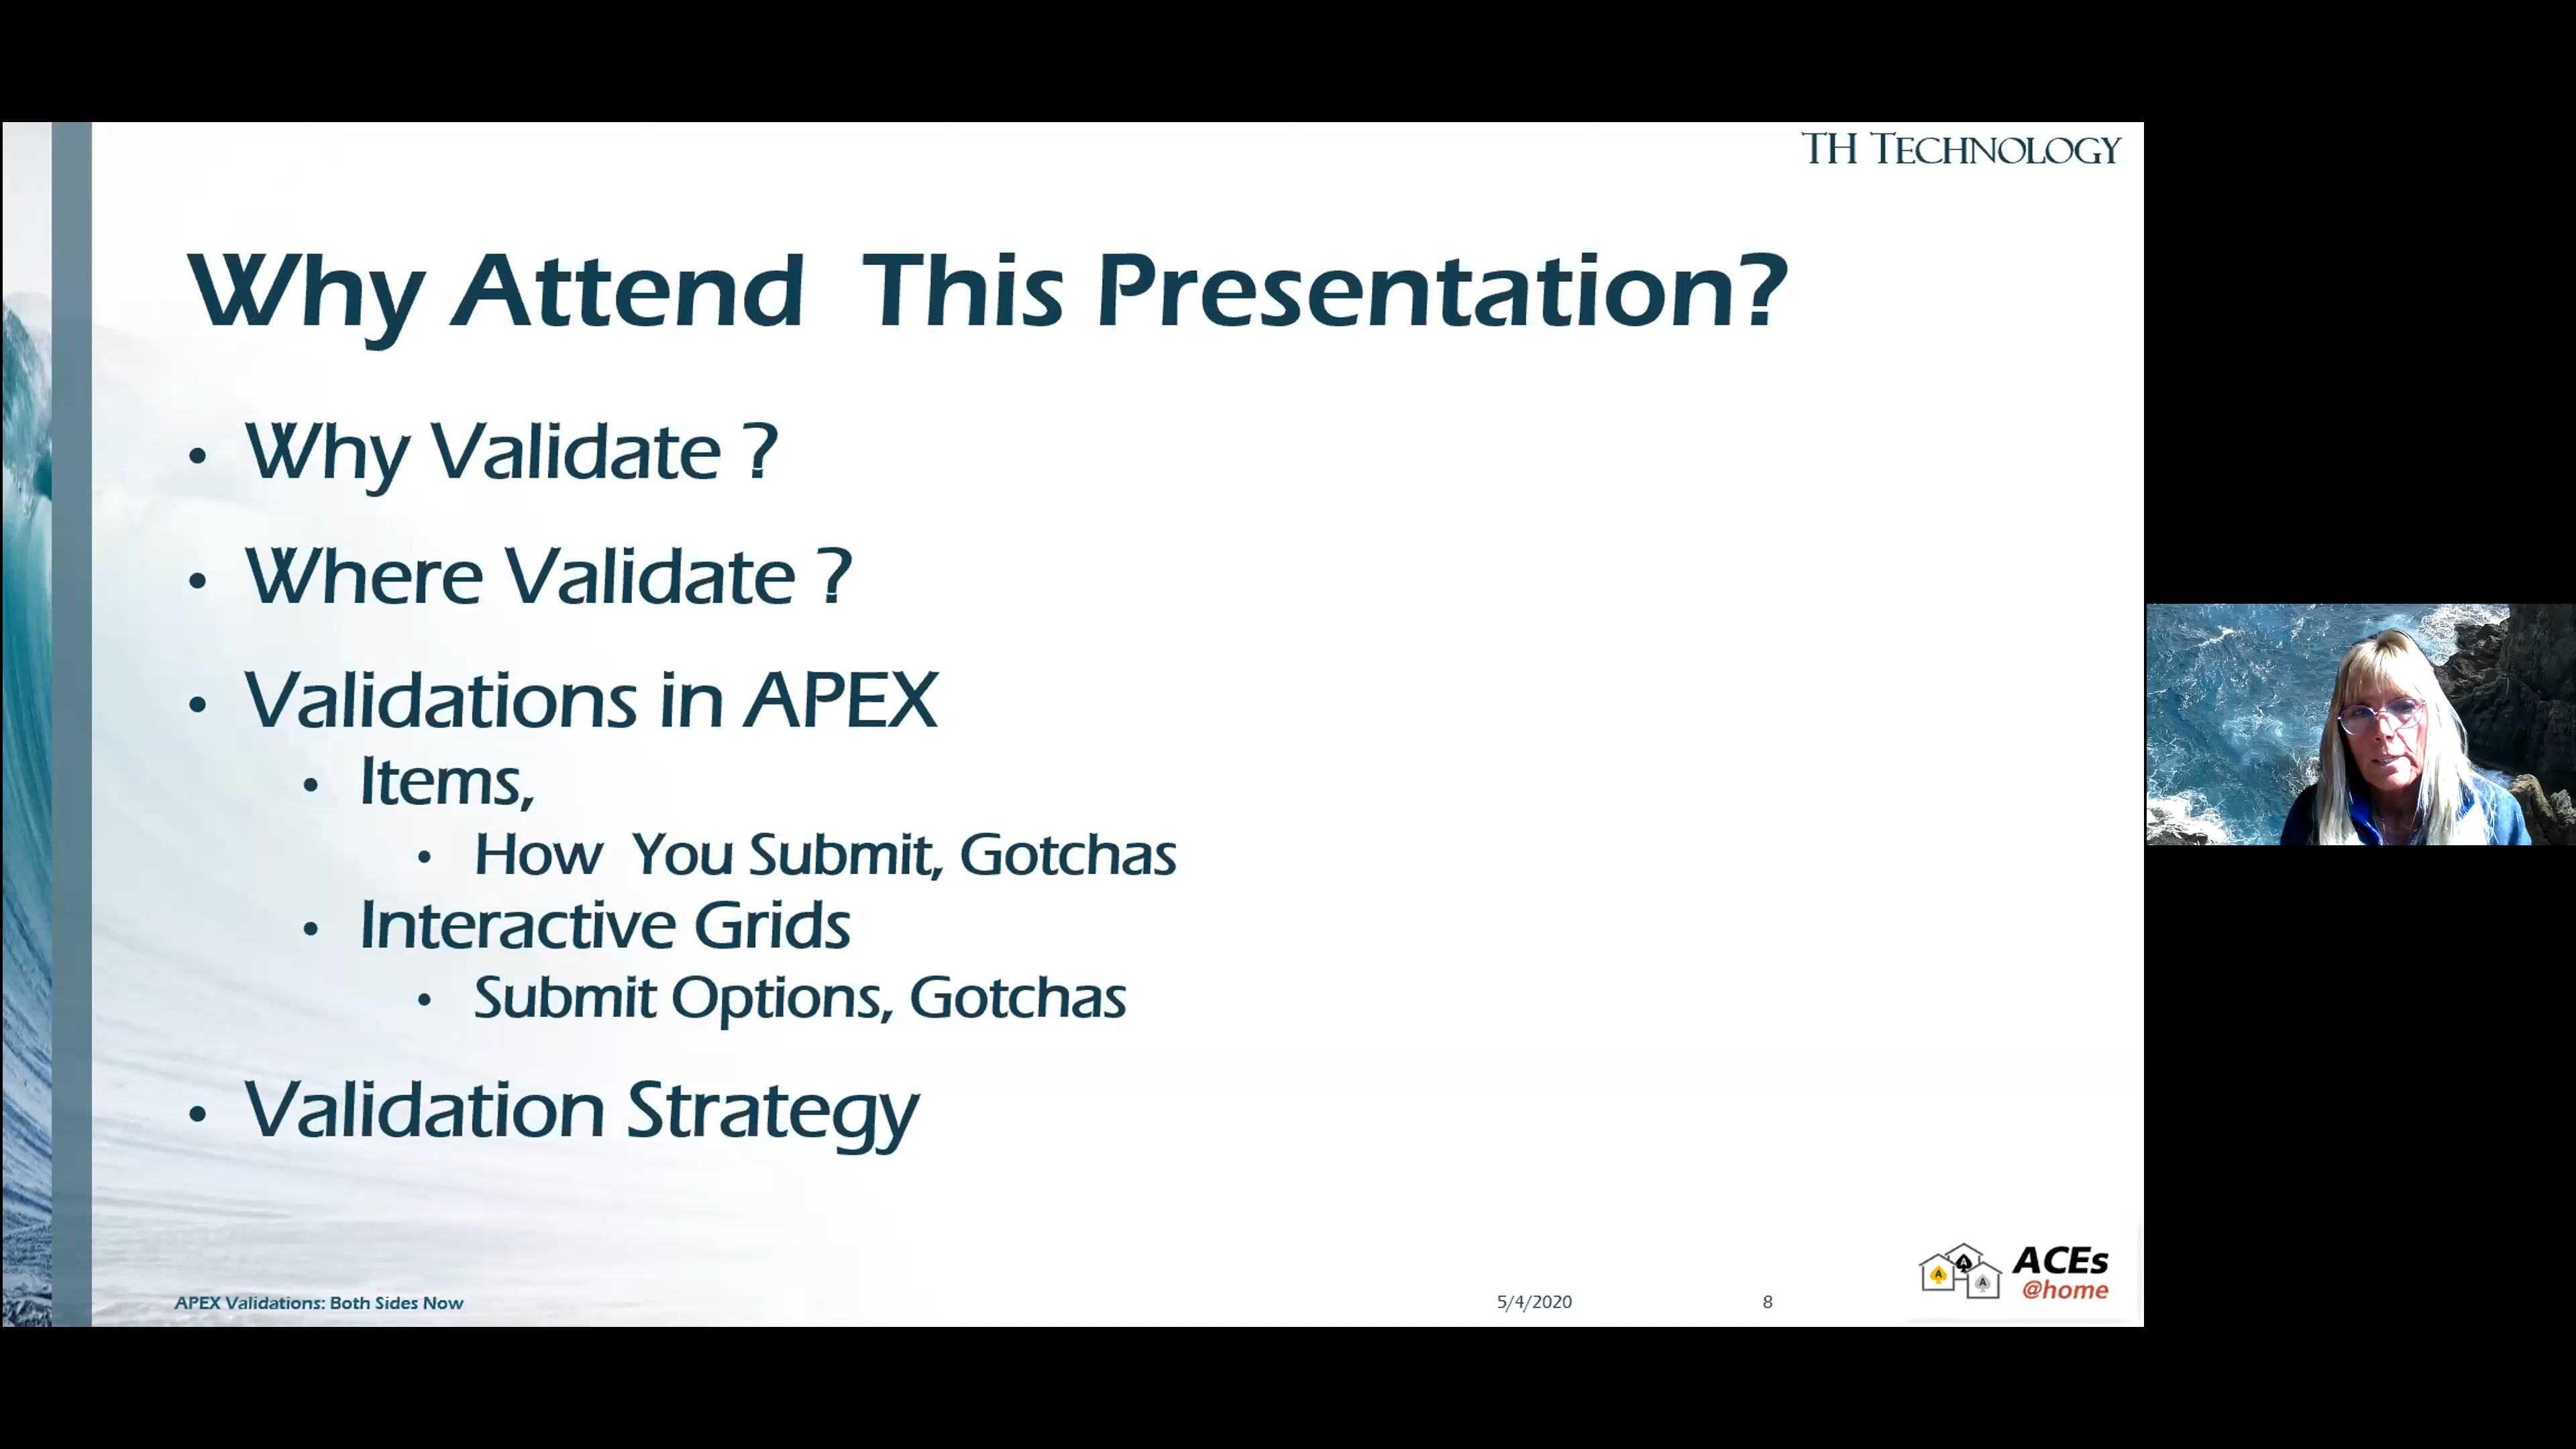 TH TECHNOLOGY
Why Attend  This Presentation?
• Why Validate ?
• Where Validate ?
• Validations in APEX
• Items,
• How  You Submit, Gotchas
• Interactive Grids
• Submit Options, Gotchas
• Validation Strategy
A A A
ACEs
@home
APEX Validations: Both Sides Now
5/4/2020
8